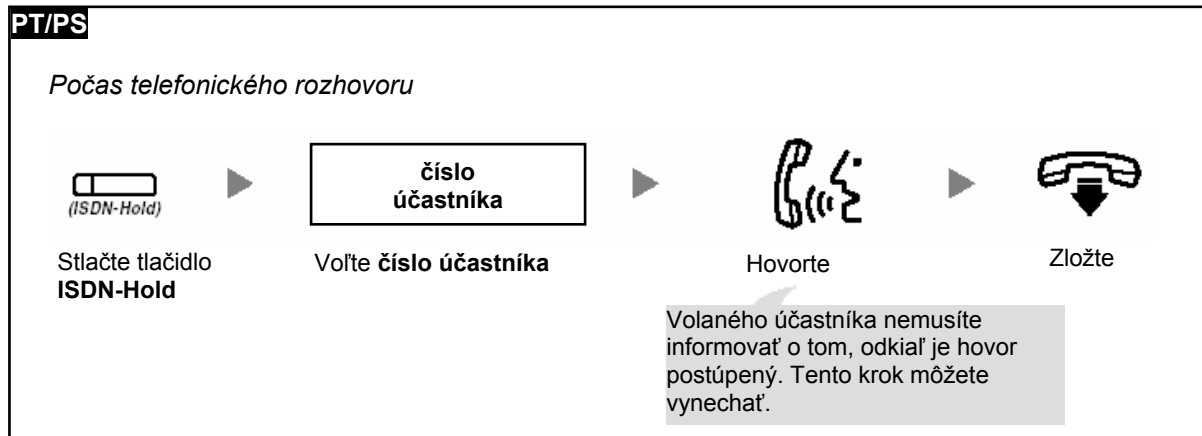 PT/PS
Počas telefonického rozhovoru
(ISDN-Hold)
číslo
účastníka
Stlačte tlačidlo
ISDN-Hold
Voľte číslo účastníka
Hovorte
Zložte
Volaného účastníka nemusíte
informovať o tom, odkiaľ je hovor
postúpený. Tento krok môžete
vynechať.